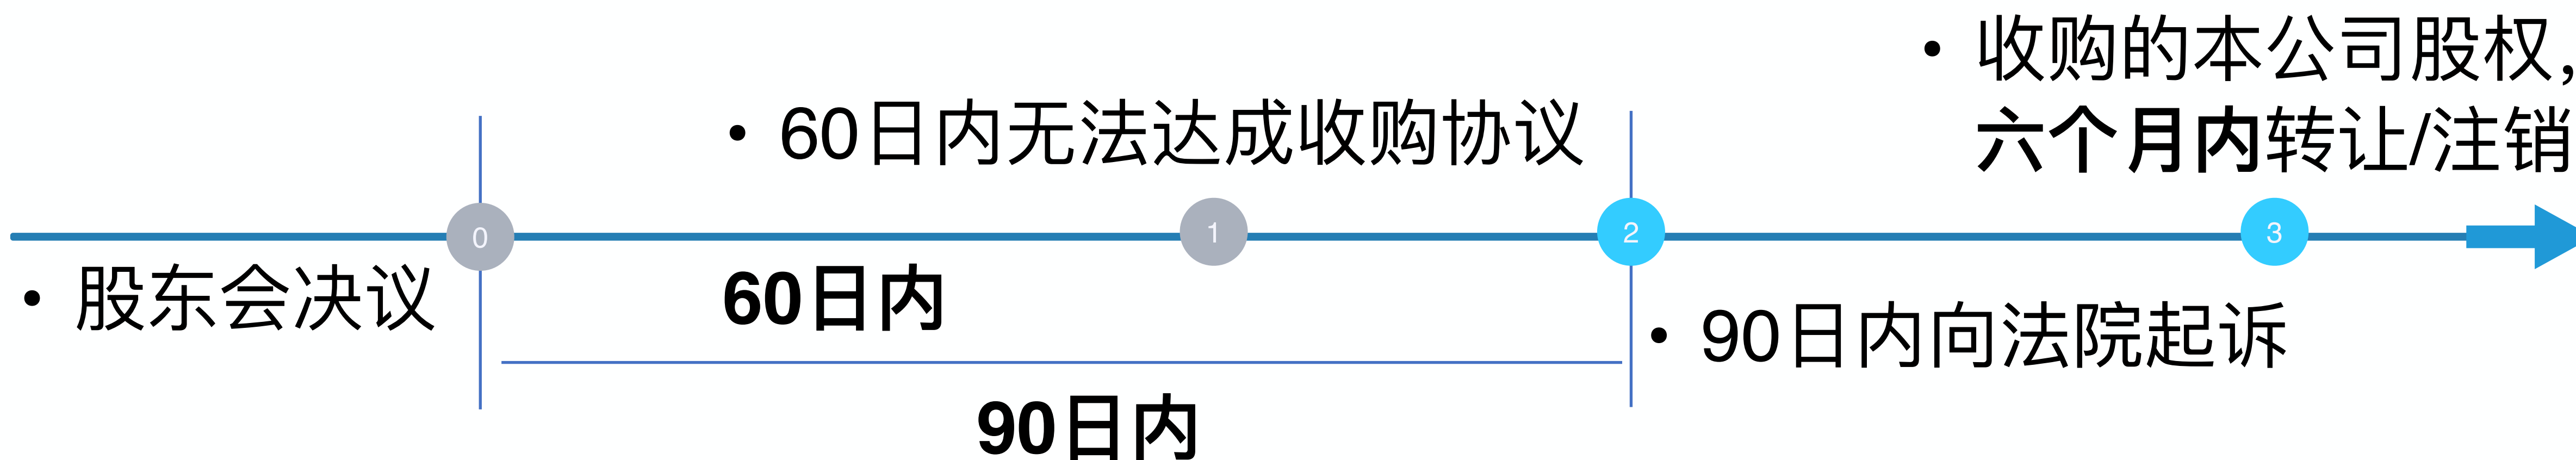 • 收购的本公司股权，
六个月内转让/注销
• 60日内无法达成收购协议
0
1
2
3
• 股东会决议
60日内
• 90日内向法院起诉
90日内